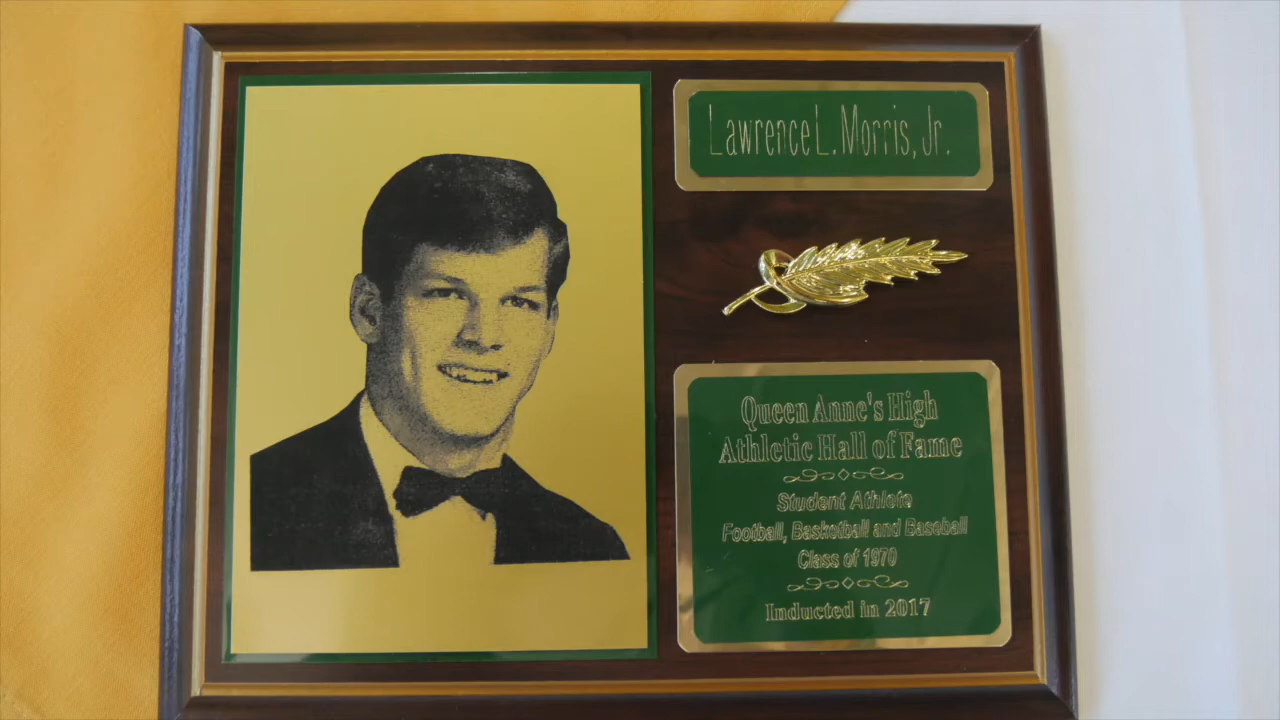 Lawrence L. Morris, Jr.
Queen Anne's High
Athletic Hall of Fame
Student Athlete
Football, Basketball and Baseball
Class of 1970
Inducted in 2017